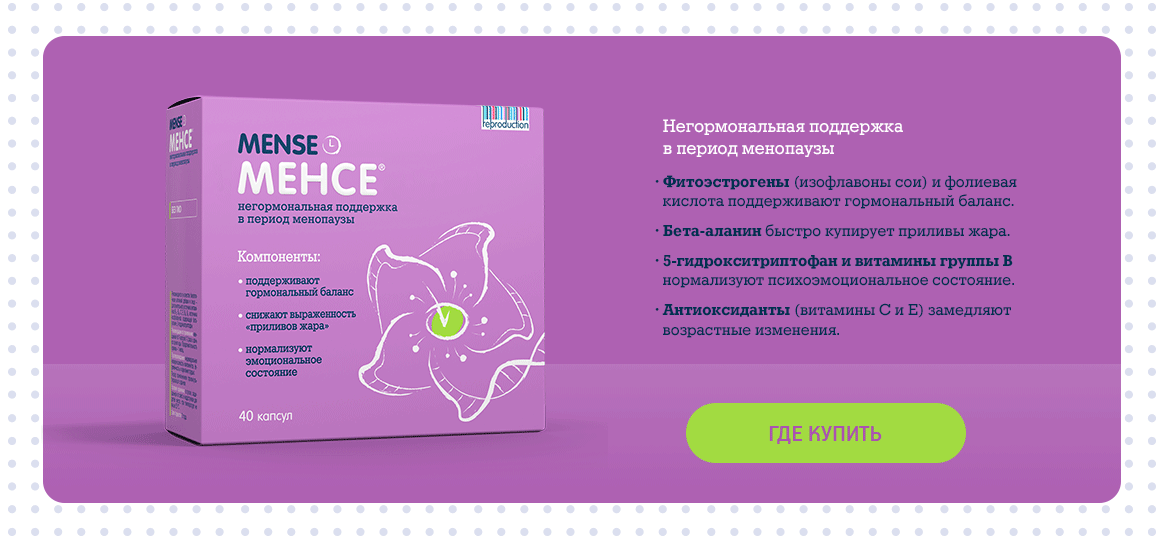 reproduction
MENSE
МЕНСЕ®
негормональная поддержка
в период менопаузы
Компоненты:
• поддерживают
гормональный баланс
• снижают выраженность
«приливов жара»
• нормализуют
эмоциональное
состояние
40 капсул
MENSE
МЕНСЕ
Негормональная поддержка
в период менопаузы
· Фитоэстрогены (изофлавоны сои) и фолиевая
кислота поддерживают гормональный баланс.
· Бета-аланин быстро купирует приливы жара.
· 5-гидрокситриптофан и витамины группы В
нормализуют психоэмоциональное состояние.
· Антиоксиданты (витамины С и Е) замедляют
возрастные изменения.
ГДЕ КУПИТЬ